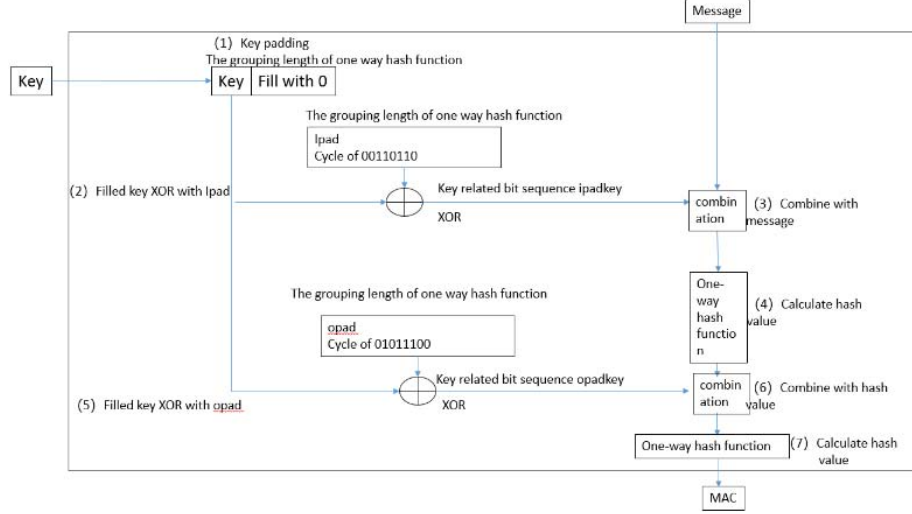 Message
(1) Key padding
The grouping length of one way hash function
Key
Key
Fill with 0
The grouping length of one way hash function
Ipad
Cycle of 00110110
(2) Filled key XOR with Ipad
Key related bit sequence ipadkey
XOR
combin
ation
(3) Combine with
message
The grouping length of one way hash function
One-
way
hash
functio
n
(4) Calculate hash
value
opad
Cycle of 01011100
Key related bit sequence opadkey
XOR
(5) Filled key XOR with opad
combin
ation
(6) Combine with hash
value
One-way hash function
(7) Calculate hash
value
MAC